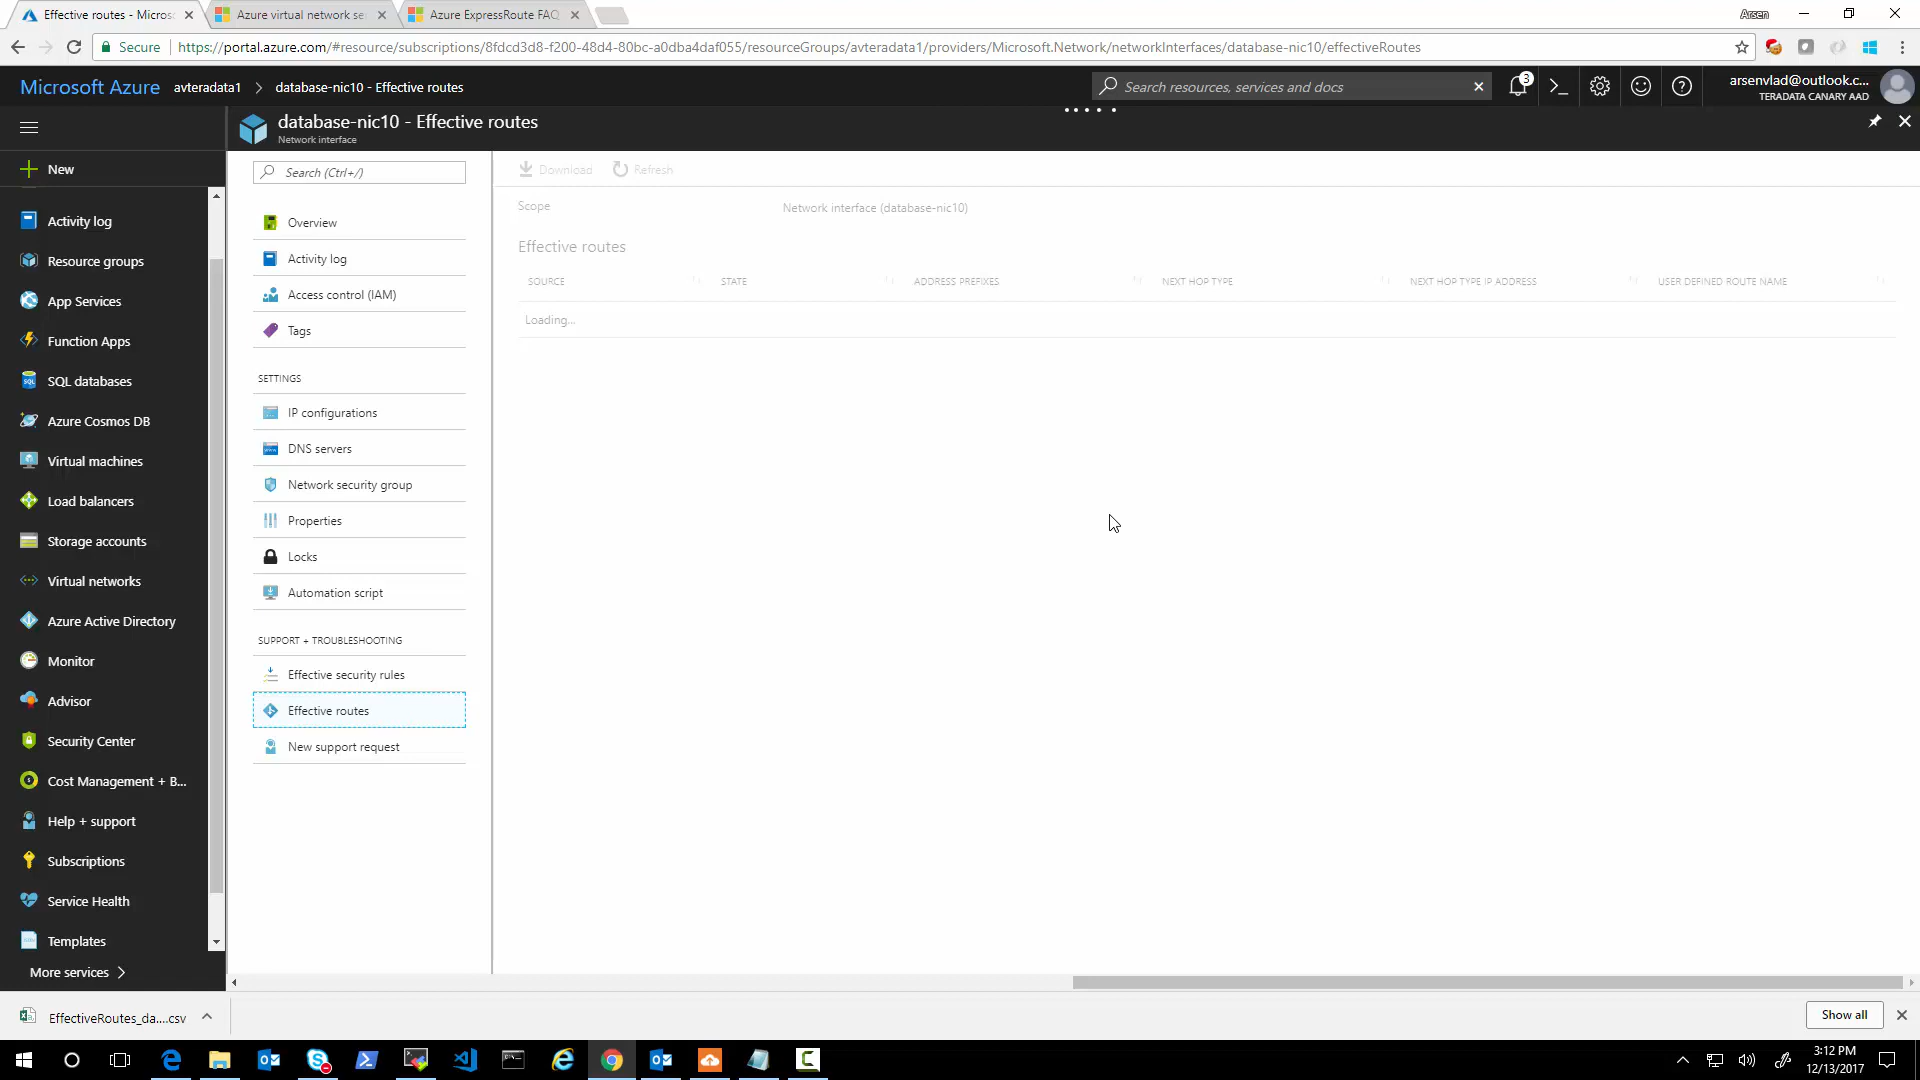 Effective routes - Micros
Azure virtual network se
Azure ExpressRoute FAQ
Arsen
Secure
https://portal.azure.com/#resource/subscriptions/8fdcd3d8-f200-48d4-80bc-a0dba4daf055/resourceGroups/avteradata1/providers/Microsoft.Network/networkInterfaces/database-nic10/effectiveRoutes
Microsoft Azure
avteradata1 > database-nic10 - Effective routes
Search resources, services and docs
3
arsenvlad@outlook.c...
TERADATA CANARY AAD
database-nic10 - Effective routes
Network interface
New
Activity log
Resource groups
App Services
Function Apps
SQL databases
Azure Cosmos DB
Virtual machines
Load balancers
Storage accounts
Virtual networks
Azure Active Directory
Monitor
Advisor
Security Center
Cost Management + B...
Help + support
Subscriptions
Service Health
Templates
More services >
Search (Ctrl+/)
Overview
Activity log
Access control (IAM)
Tags
SETTINGS
IP configurations
DNS servers
Network security group
Properties
Locks
Automation script
SUPPORT + TROUBLESHOOTING
Effective security rules
Effective routes
New support request
Download
Refresh
Scope
Network interface (database-nic10)
Effective routes
SOURCE
STATE
ADDRESS PREFIXES
NEXT HOP TYPE
NEXT HOP TYPE IP ADDRESS
USER DEFINED ROUTE NAME
Loading...
EffectiveRoutes_da....csv
Show all
3:12 PM
12/13/2017